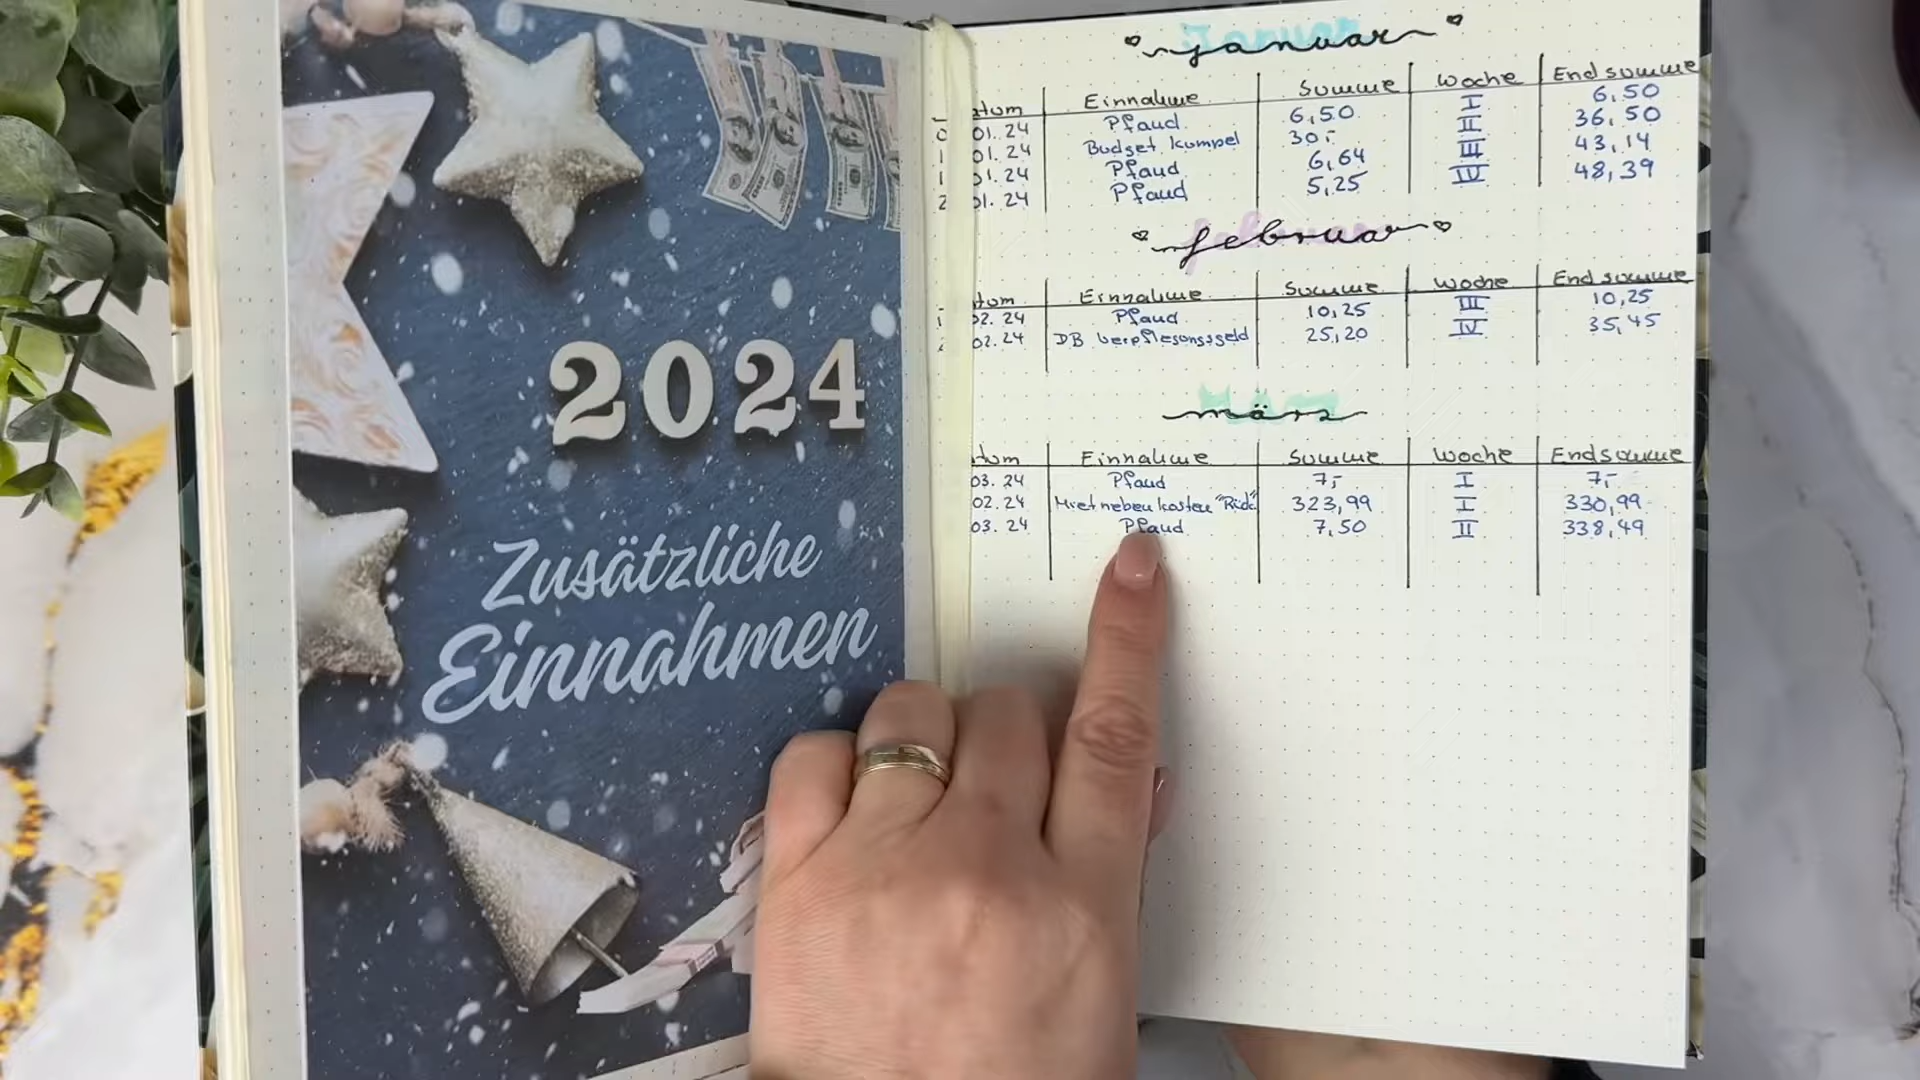 2024
Zusätzliche
Einnahmen
Januar
Einnahme Summe Woche Endsumme
01.24 Pfand 6,50 I 6,50
01.24 Budget kumpel 30,- II 36,50
01.24 Pfand 6,64 III 43,14
01.24 Pfand 5,25 IV 48,39
februar
Einnahme Summe Woche Endsumme
02.24 Pfand 10,25 III 10,25
02.24 DB Verpflegungsgeld 25,20 IV 35,45
märz
Einnahme Summe Woche Endsumme
03.24 Pfand 7,- I 7,-
02.24 Mietnebenkosten "Rück" 323,99 I 330,99
03.24 Pfand 7,50 II 338,49